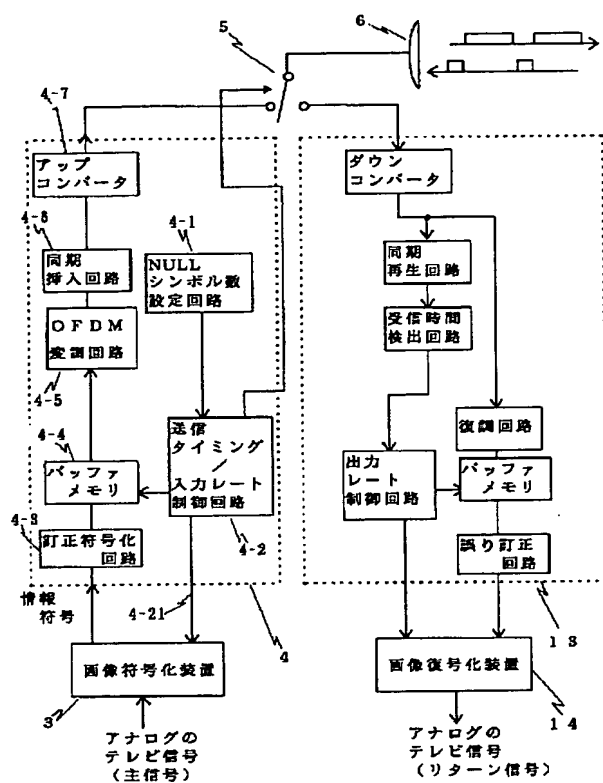 5
6
4-7
アップ
コンバータ
4-6
同期
挿入回路
4-1
NULL
シンボル数
設定回路
OFDM
変調回路
4-5
4-4
バッファ
メモリ
送信
タイミング
/
入力レート
制御回路
4-2
4-3
訂正符号化
回路
情報
符号
4-21
4
画像符号化装置
3
アナログの
テレビ信号
(主信号)
ダウン
コンバータ
同期
再生回路
受信時間
検出回路
復調回路
出力
レート
制御回路
バッファ
メモリ
誤り訂正
回路
13
画像復号化装置
14
アナログの
テレビ信号
(リターン信号)